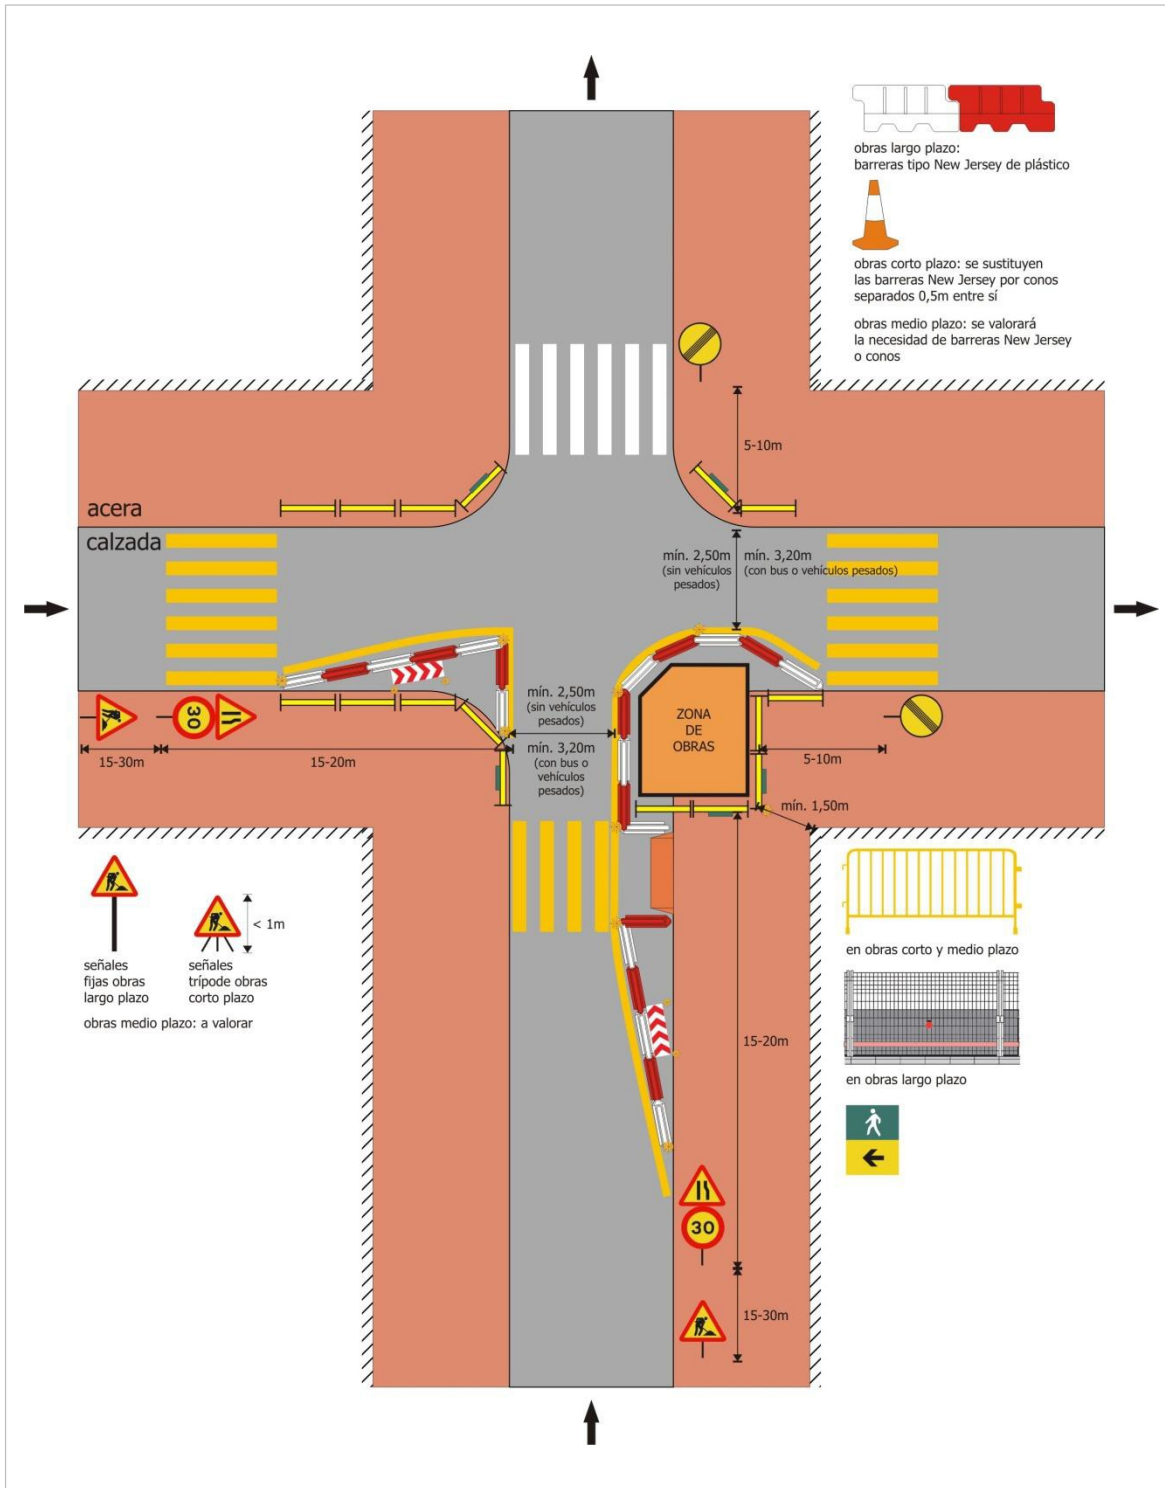 obras largo plazo:
barreras tipo New Jersey de plástico
obras corto plazo: se sustituyen
las barreras New Jersey por conos
separados 0,5m entre sí
obras medio plazo: se valorará
la necesidad de barreras New Jersey
o conos
5-10m
acera
calzada
mín. 2,50m
(sin vehículos
pesados)
mín. 3,20m
(con bus o vehículos pesados)
30
15-30m
15-20m
mín. 2,50m
(sin vehículos
pesados)
mín. 3,20m
(con bus o
vehículos
pesados)
ZONA
DE
OBRAS
5-10m
mín. 1,50m
< 1m
señales
fijas obras
largo plazo
señales
trípode obras
corto plazo
obras medio plazo: a valorar
en obras corto y medio plazo
en obras largo plazo
15-20m
30
15-30m